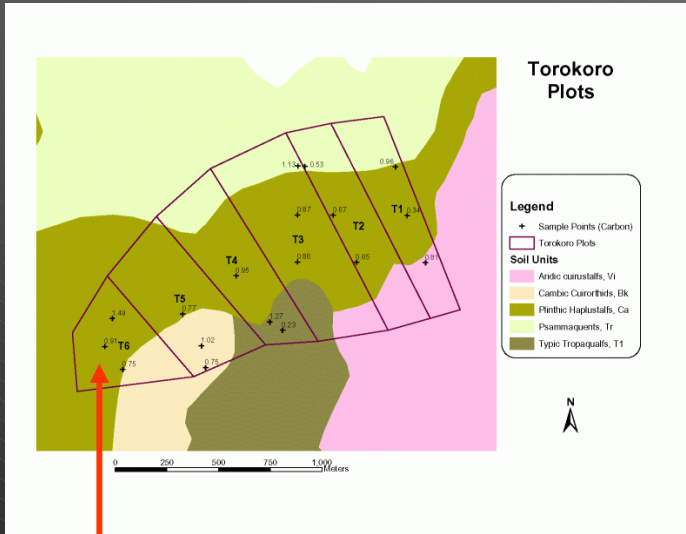 Torokoro
Plots
1.13
0.53
0.96
0.87
0.67
T1
0.34
T2
T3
0.88
0.65
0.81
T4
0.95
T5
0.77
1.27
0.23
1.49
0.91
T6
1.02
0.75
0.75
Legend
Sample Points (Carbon)
Torokoro Plots
Soil Units
Aridic cuirustalfs, Vi
Cambic Cuirorthids, Bk
Plinthic Haplustalfs, Ca
Psammaquents, Tr
Typic Tropaqualfs, T1
N
0 250 500 750 1,000
Meters